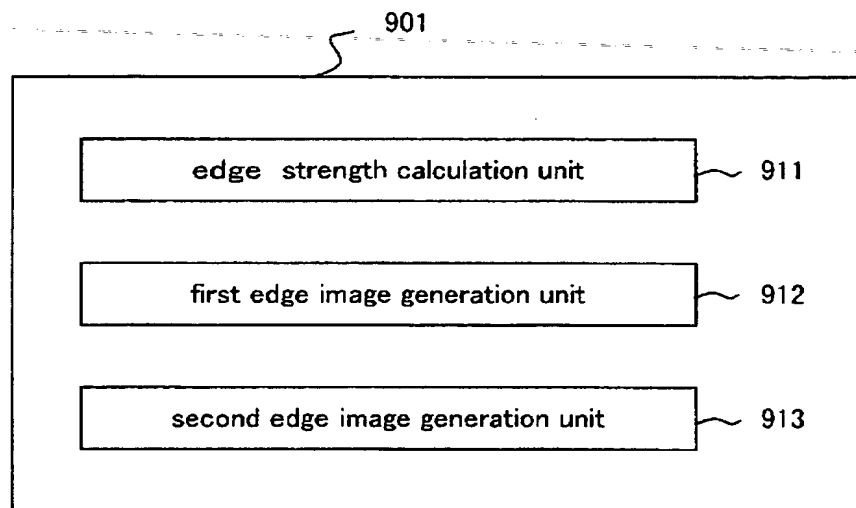 901
edge strength calculation unit 911
first edge image generation unit 912
second edge image generation unit 913